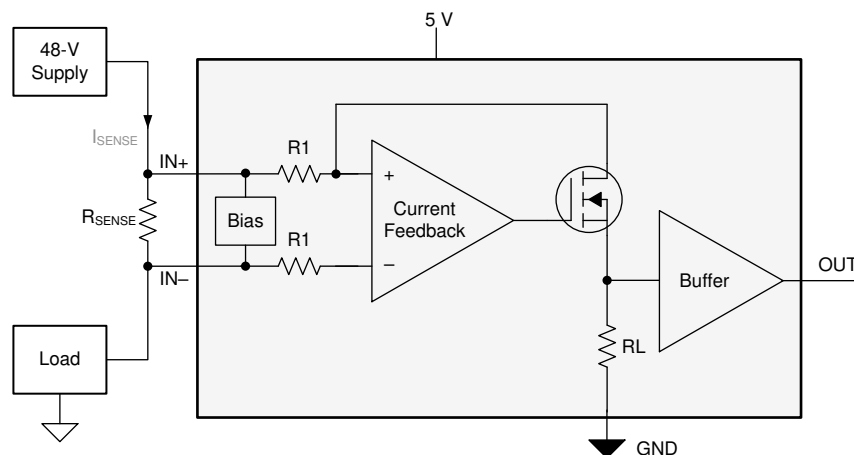 5 V
48-V
Supply
ISENSE
IN+
R1
+
RSENSE
Bias
Current
Feedback
R1
IN–
–
Buffer
OUT
Load
RL
GND